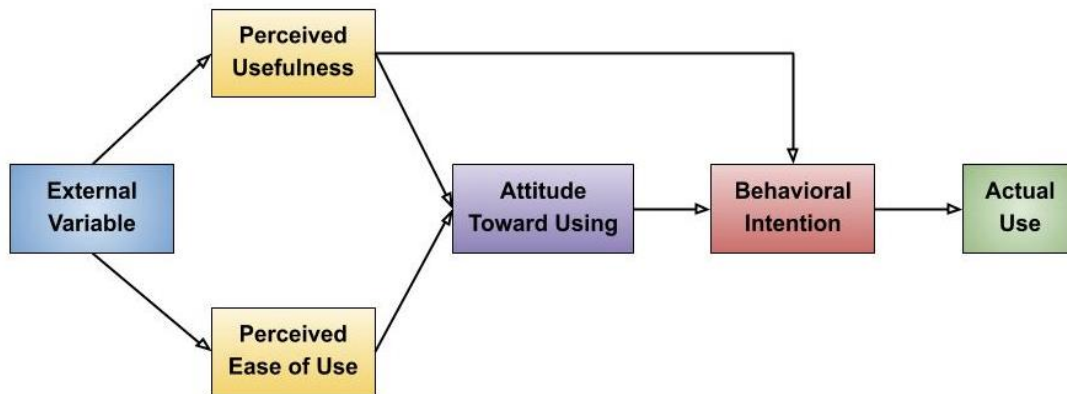 Perceived
Usefulness
External
Variable
Attitude
Toward Using
Behavioral
Intention
Actual
Use
Perceived
Ease of Use